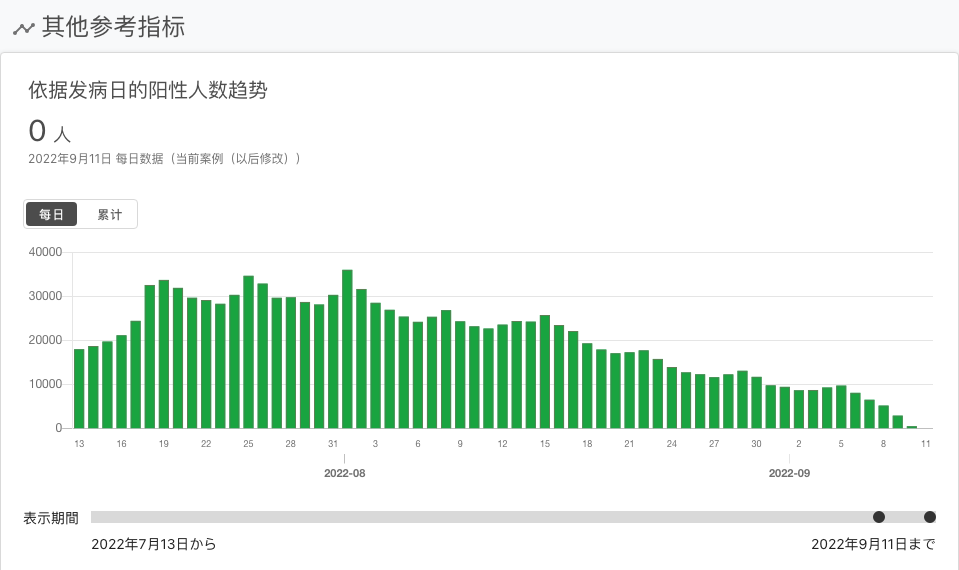 其他参考指标
依据发病日的阳性人数趋势
0 人
2022年9月11日 每日数据（当前案例（以后修改））
每日 累计
40000
30000
20000
10000
0
13 16 19 22 25 28 31 3 6 9 12 15 18 21 24 27 30 2 5 8 11
2022-08 2022-09
表示期間
2022年7月13日から 2022年9月11日まで